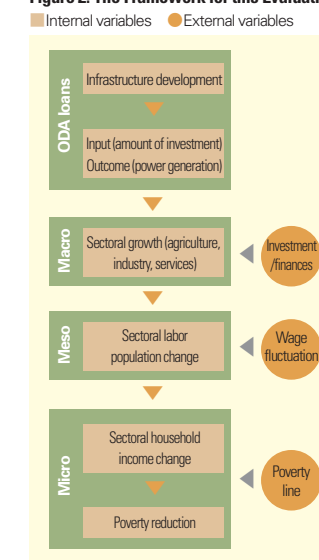 Figure 2. The Framework for this Evaluati
Internal variables External variables
ODA loans
Infrastructure development
Input (amount of investment)
Outcome (power generation)
Macro
Sectoral growth (agriculture,
industry, services)
Investment
/finances
Meso
Sectoral labor
population change
Wage
fluctuation
Micro
Sectoral household
income change
Poverty
line
Poverty reduction